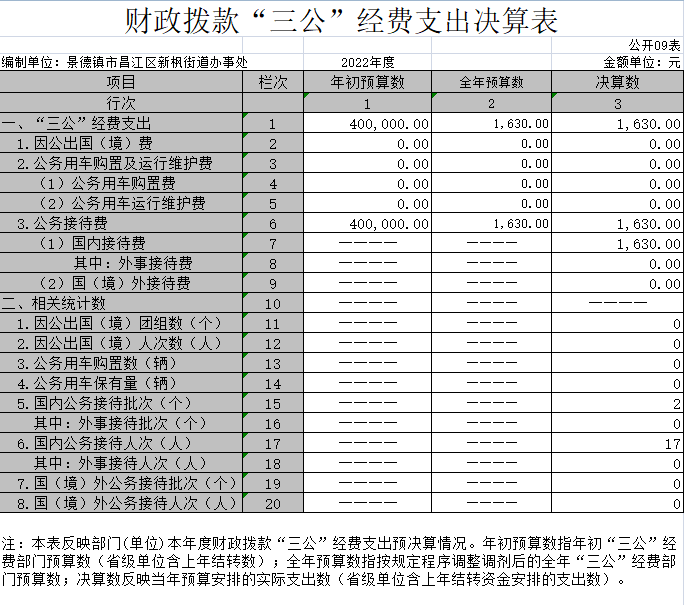 财政拨款“三公”经费支出决算表
公开09表
编制单位：景德镇市昌江区新枫街道办事处 2022年度 金额单位：元
项目 栏次 年初预算数 全年预算数 决算数
行次 1 2 3
一、“三公”经费支出 1 400,000.00 1,630.00 1,630.00
1.因公出国（境）费 2 0.00 0.00 0.00
2.公务用车购置及运行维护费 3 0.00 0.00 0.00
（1）公务用车购置费 4 0.00 0.00 0.00
（2）公务用车运行维护费 5 0.00 0.00 0.00
3.公务接待费 6 400,000.00 1,630.00 1,630.00
（1）国内接待费 7 ———— ———— 1,630.00
其中：外事接待费 8 ———— ———— 0.00
（2）国（境）外接待费 9 ———— ———— 0.00
二、相关统计数 10 ———— ———— ————
1.因公出国（境）团组数（个） 11 ———— ———— 0
2.因公出国（境）人次数（人） 12 ———— ———— 0
3.公务用车购置数（辆） 13 ———— ———— 0
4.公务用车保有量（辆） 14 ———— ———— 0
5.国内公务接待批次（个） 15 ———— ———— 2
其中：外事接待批次（个） 16 ———— ———— 0
6.国内公务接待人次（人） 17 ———— ———— 17
其中：外事接待人次（人） 18 ———— ———— 0
7.国（境）外公务接待批次（个） 19 ———— ———— 0
8.国（境）外公务接待人次（人） 20 ———— ———— 0
注：本表反映部门(单位)本年度财政拨款“三公”经费支出预决算情况。年初预算数指年初“三公”经
费部门预算数（省级单位含上年结转数）；全年预算数指按规定程序调整调剂后的全年“三公”经费部
门预算数；决算数反映当年预算安排的实际支出数（省级单位含上年结转资金安排的支出数）。